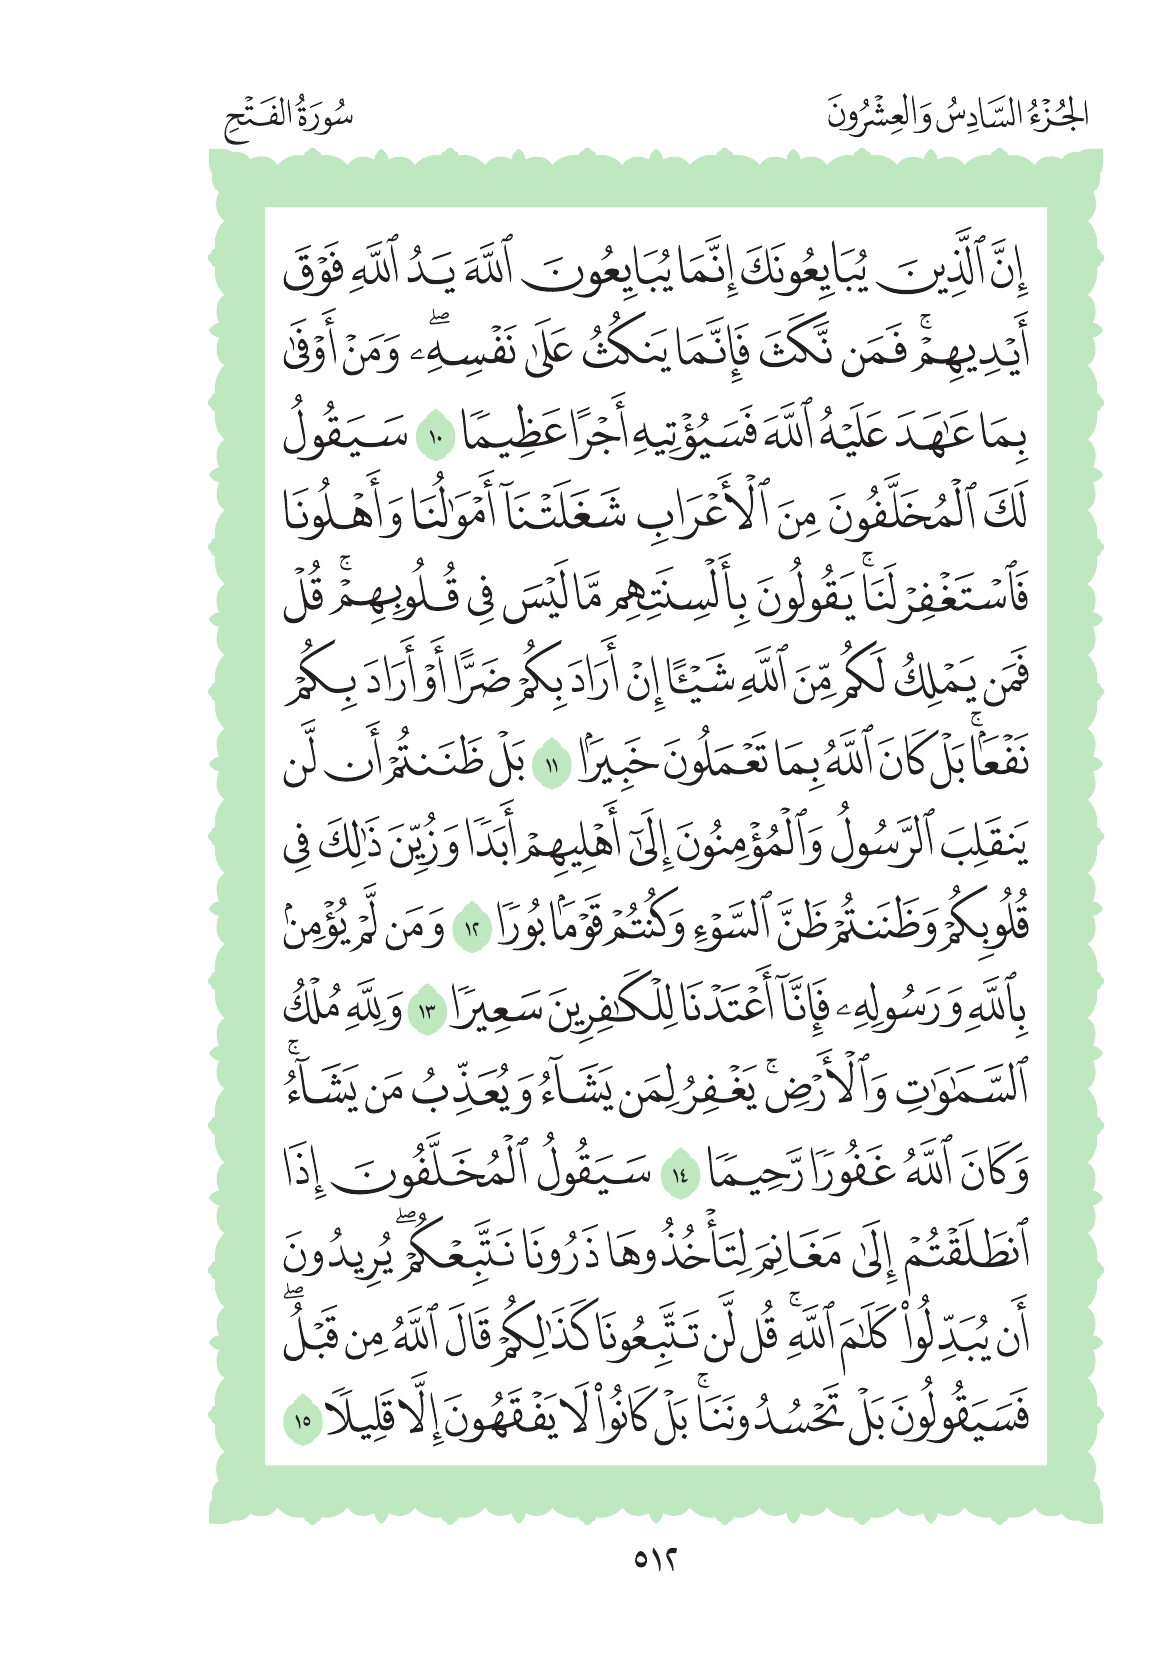 الجُزْءُ السَّادِسُ وَالعِشْرُونَ
سُورَةُ الفَتْحِ
إِنَّ ٱلَّذِينَ يُبَايِعُونَكَ إِنَّمَا يُبَايِعُونَ ٱللَّهَ يَدُ ٱللَّهِ فَوْقَ
أَيْدِيهِمْۚ فَمَن نَّكَثَ فَإِنَّمَا يَنكُثُ عَلَىٰ نَفْسِهِۦۖ وَمَنْ أَوْفَىٰ
بِمَا عَٰهَدَ عَلَيْهُ ٱللَّهَ فَسَيُؤْتِيهِ أَجْرًا عَظِيمٗا ١٠ سَيَقُولُ
لَكَ ٱلْمُخَلَّفُونَ مِنَ ٱلْأَعْرَابِ شَغَلَتْنَآ أَمْوَٰلُنَا وَأَهْلُونَا
فَٱسْتَغْفِرْ لَنَاۚ يَقُولُونَ بِأَلْسِنَتِهِم مَّا لَيْسَ فِي قُلُوبِهِمْۚ قُلْ
فَمَن يَمْلِكُ لَكُم مِّنَ ٱللَّهِ شَيْـًٔا إِنْ أَرَادَ بِكُمْ ضَرًّا أَوْ أَرَادَ بِكُمْ
نَفْعَۢاۚ بَلْ كَانَ ٱللَّهُ بِمَا تَعْمَلُونَ خَبِيرَۢا ١١ بَلْ ظَنَنتُمْ أَن لَّن
يَنقَلِبَ ٱلرَّسُولُ وَٱلْمُؤْمِنُونَ إِلَىٰٓ أَهْلِيهِمْ أَبَدٗا وَزُيِّنَ ذَٰلِكَ فِي
قُلُوبِكُمْ وَظَنَنتُمْ ظَنَّ ٱلسَّوْءِ وَكُنتُمْ قَوْمَۢا بُورٗا ١٢ وَمَن لَّمْ يُؤْمِنۢ
بِٱللَّهِ وَرَسُولِهِۦ فَإِنَّآ أَعْتَدْنَا لِلْكَٰفِرِينَ سَعِيرٗا ١٣ وَلِلَّهِ مُلْكُ
ٱلسَّمَٰوَٰتِ وَٱلْأَرْضِۚ يَغْفِرُ لِمَن يَشَآءُ وَيُعَذِّبُ مَن يَشَآءُۚ
وَكَانَ ٱللَّهُ غَفُورٗا رَّحِيمٗا ١٤ سَيَقُولُ ٱلْمُخَلَّفُونَ إِذَا
ٱنطَلَقْتُمْ إِلَىٰ مَغَانِمَ لِتَأْخُذُوهَا ذَرُونَا نَتَّبِعْكُمْۖ يُرِيدُونَ
أَن يُبَدِّلُوا۟ كَلَٰمَ ٱللَّهِۚ قُل لَّن تَتَّبِعُونَا كَذَٰلِكُمْ قَالَ ٱللَّهُ مِن قَبْلُۖ
فَسَيَقُولُونَ بَلْ تَحْسُدُونَنَاۚ بَلْ كَانُوا۟ لَا يَفْقَهُونَ إِلَّا قَلِيلٗا ١٥
٥١٢